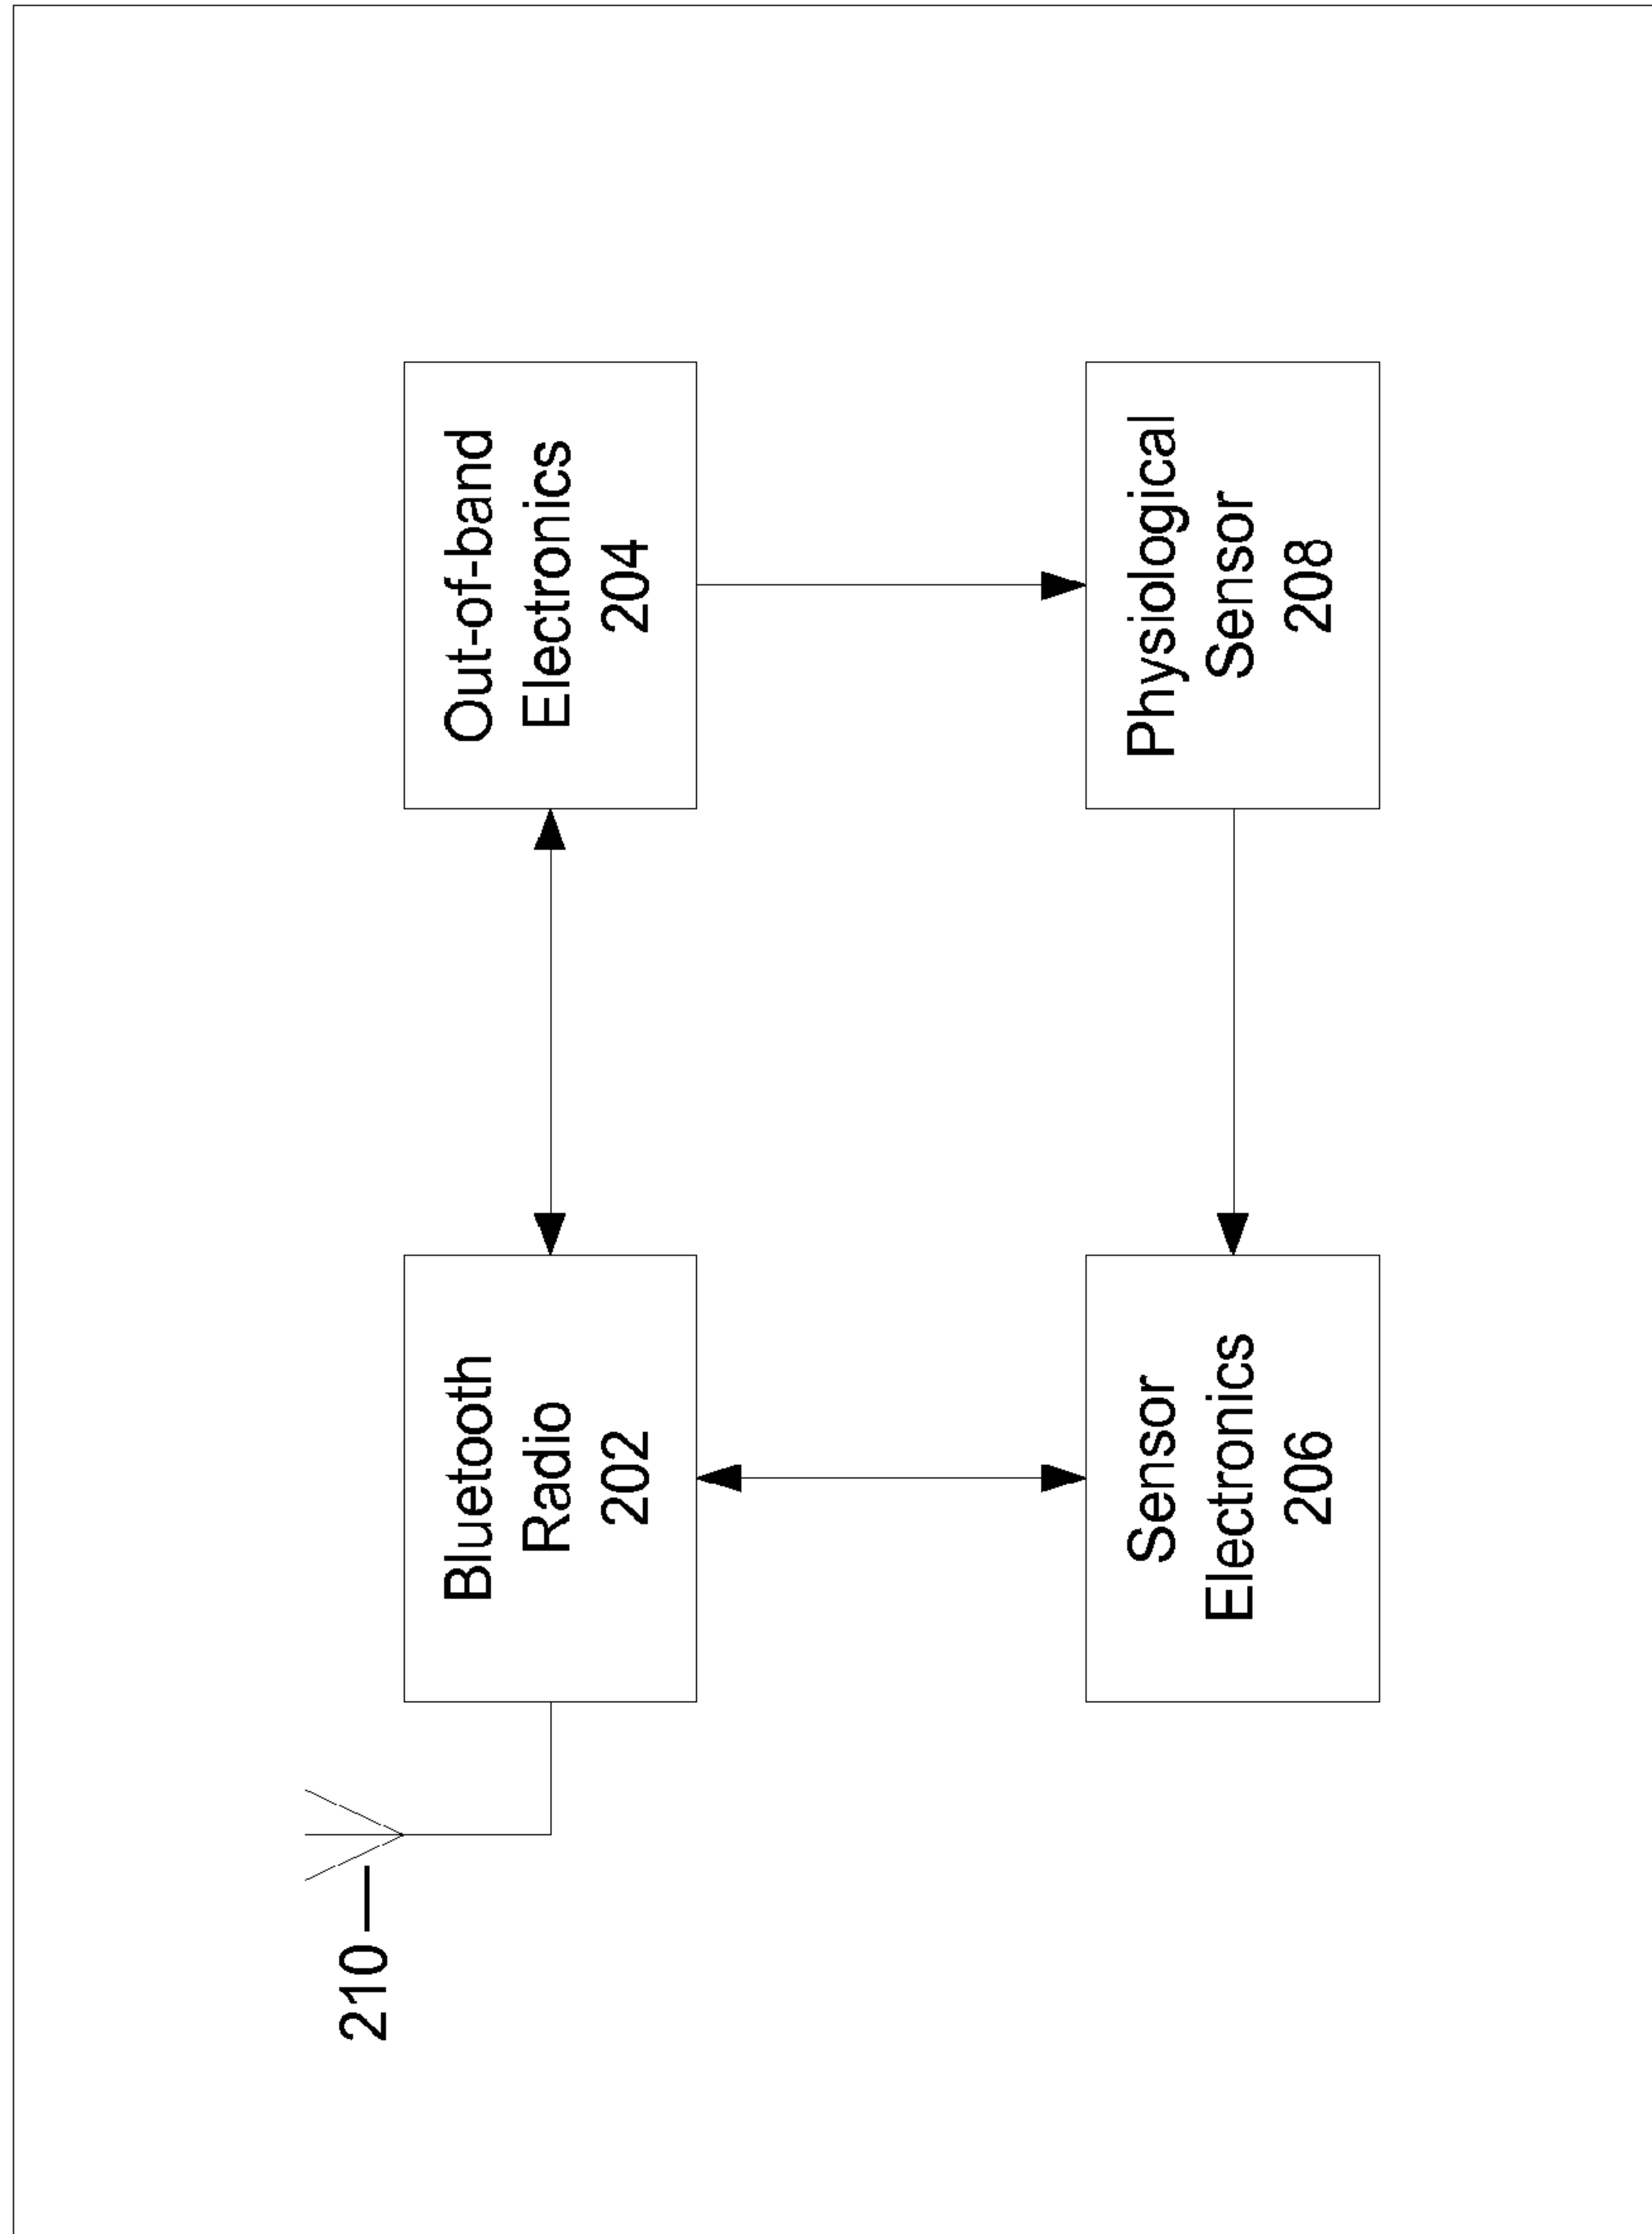 210
Bluetooth
Radio
202
Out-of-band
Electronics
204
Sensor
Electronics
206
Physiological
Sensor
208